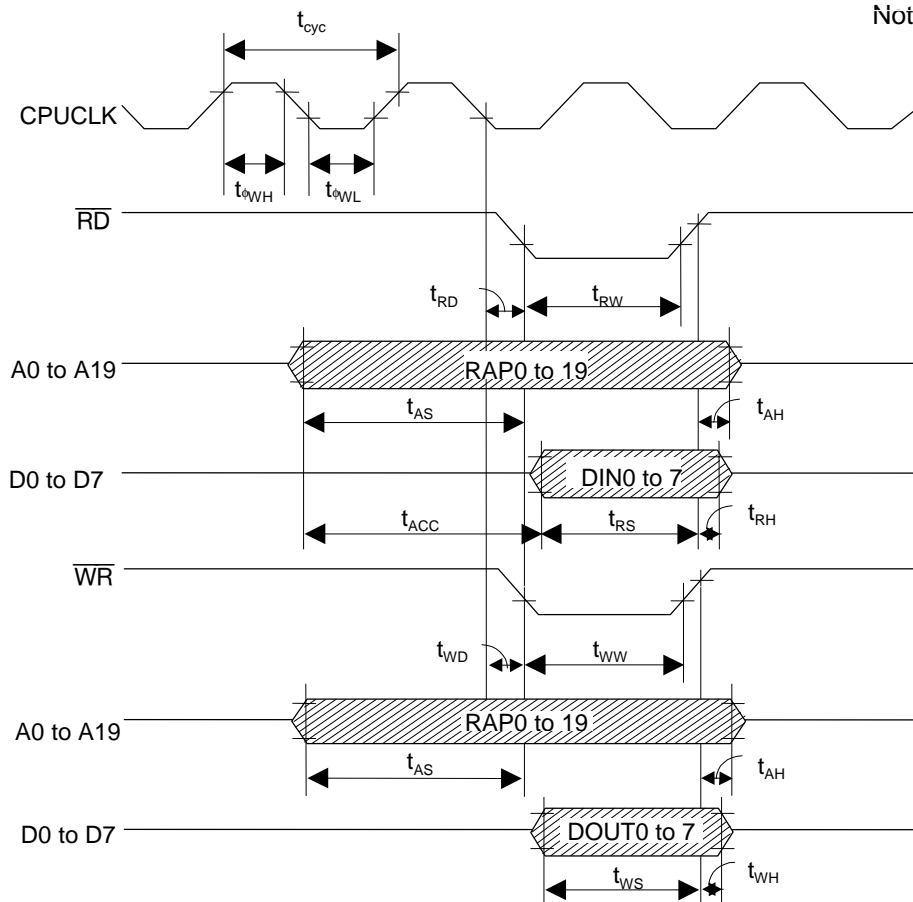 Not
tcyc
CPUCLK
tϕWH tϕWL
RD
tRD tRW
A0 to A19 RAP0 to 19
tAS tAH
D0 to D7 DIN0 to 7
tACC tRS tRH
WR
tWD tWW
A0 to A19 RAP0 to 19
tAS tAH
D0 to D7 DOUT0 to 7
tWS tWH